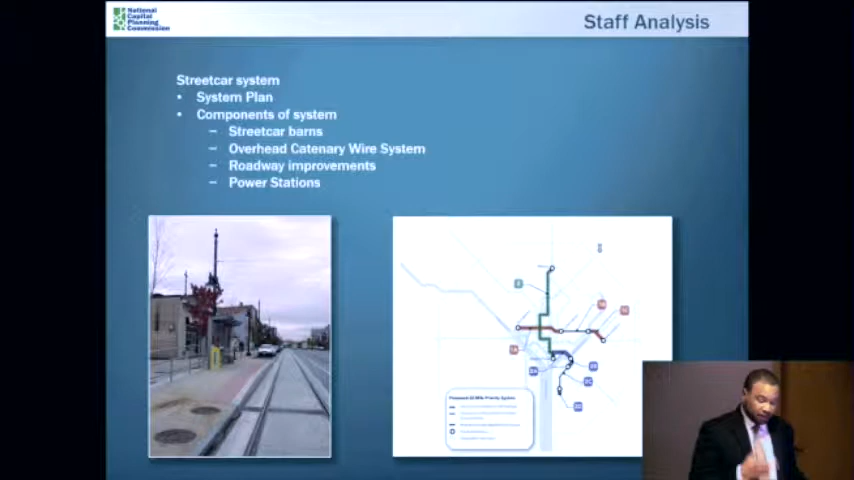 National
Capital
Planning
Commission
Staff Analysis
Streetcar system
• System Plan
• Components of system
– Streetcar barns
– Overhead Catenary Wire System
– Roadway improvements
– Power Stations